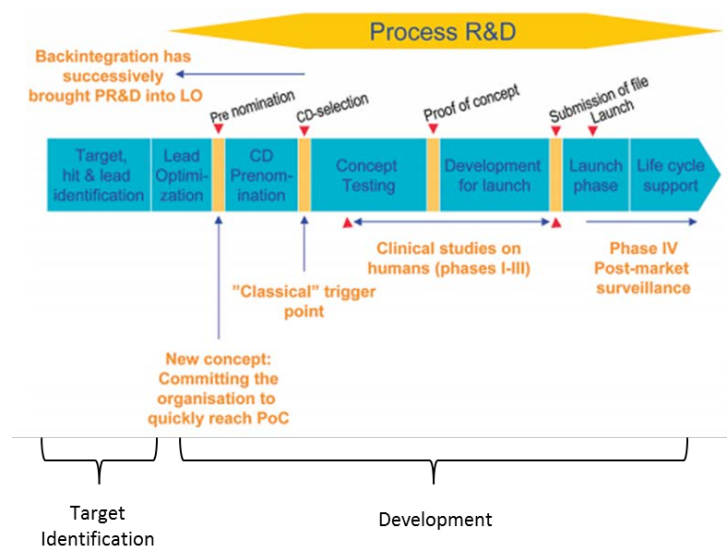 Process R&D
Backintegration has
successively
brought PR&D into LO
Pre nomination
CD-selection
Proof of concept
Submission of file
Launch
Target,
hit & lead
identification
Lead
Optimi-
zation
CD
Prenom-
ination
Concept
Testing
Development
for launch
Launch
phase
Life cycle
support
Clinical studies on
humans (phases I-III)
Phase IV
Post-market
surveillance
"Classical" trigger
point
New concept:
Committing the
organisation to
quickly reach PoC
Target
Identification
Development